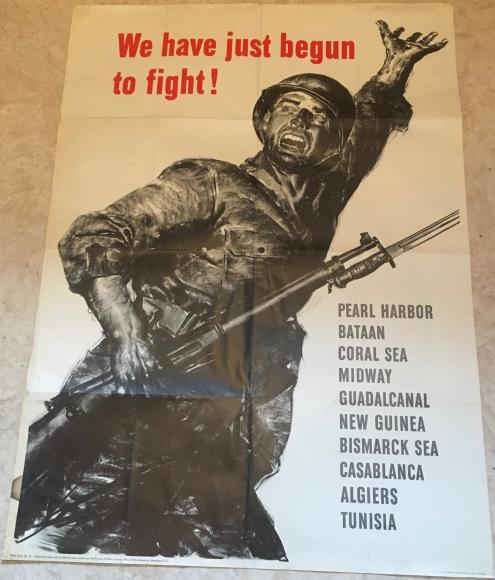 We have just begun
to fight!
PEARL HARBOR
BATAAN
CORAL SEA
MIDWAY
GUADALCANAL
NEW GUINEA
BISMARCK SEA
CASABLANCA
ALGIERS
TUNISIA